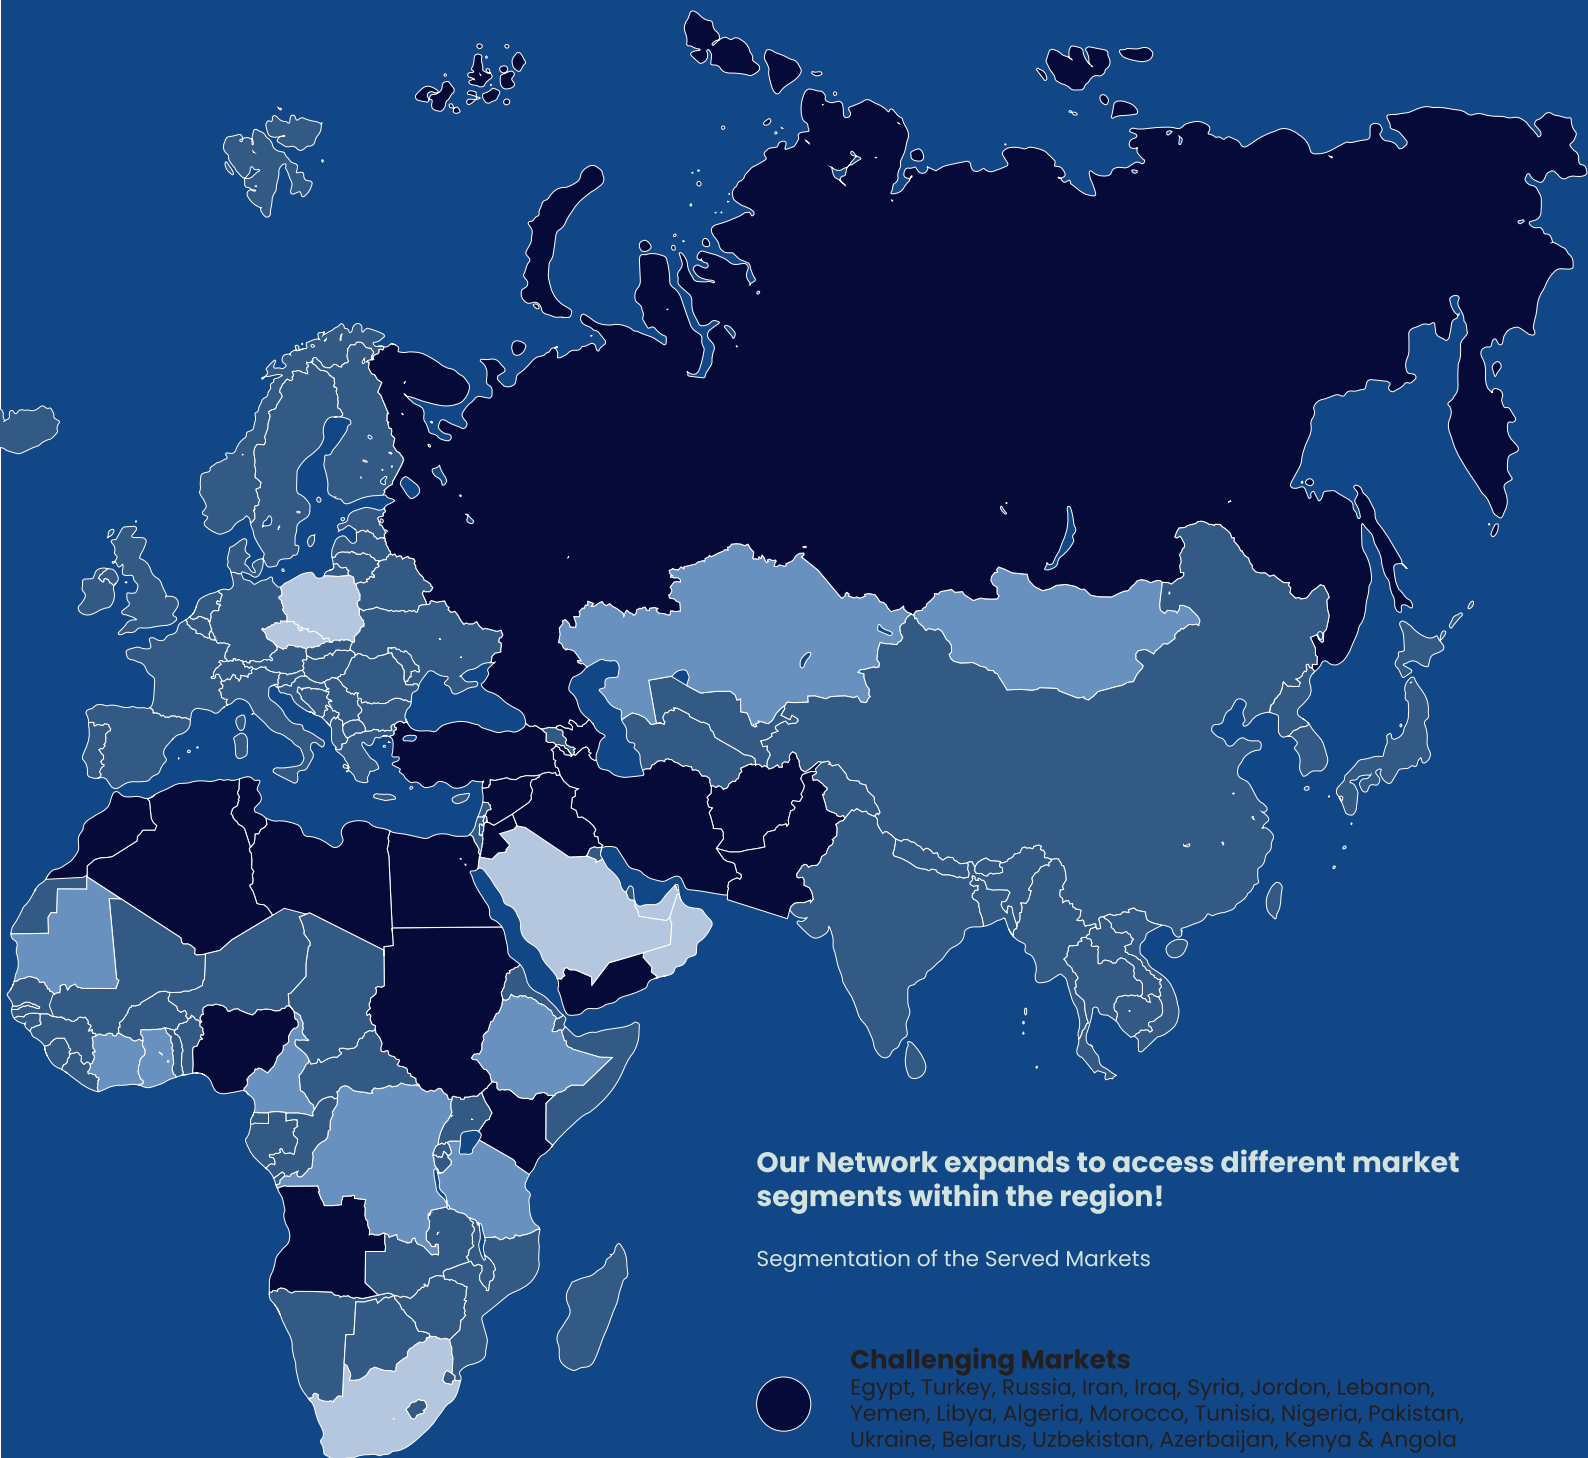 Our Network expands to access different market
segments within the region!
Segmentation of the Served Markets
Challenging Markets
Egypt, Turkey, Russia, Iran, Iraq, Syria, Jordon, Lebanon,
Yemen, Libya, Algeria, Morocco, Tunisia, Nigeria, Pakistan,
Ukraine, Belarus, Uzbekistan, Azerbaijan, Kenya & Angola